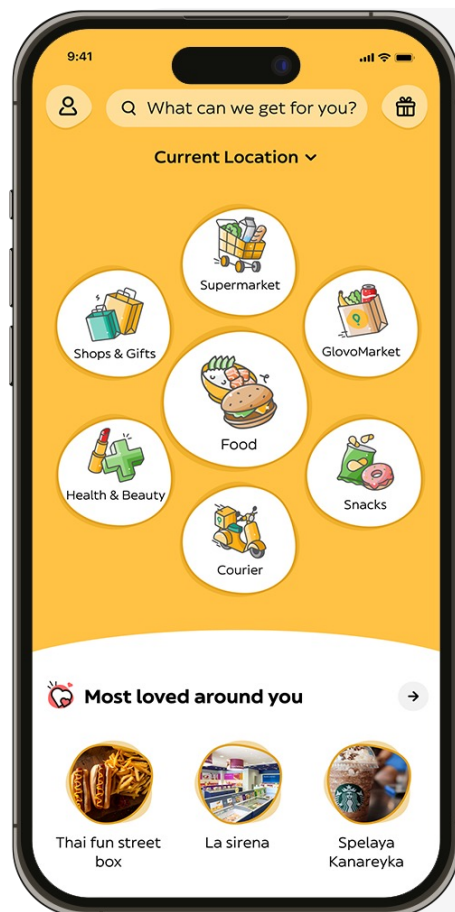 9:41
What can we get for you?
Current Location
Supermarket
Shops & Gifts
GlovoMarket
Food
Health & Beauty
Snacks
Courier
Most loved around you
Thai fun street
box
La sirena
Spelaya
Kanareyka